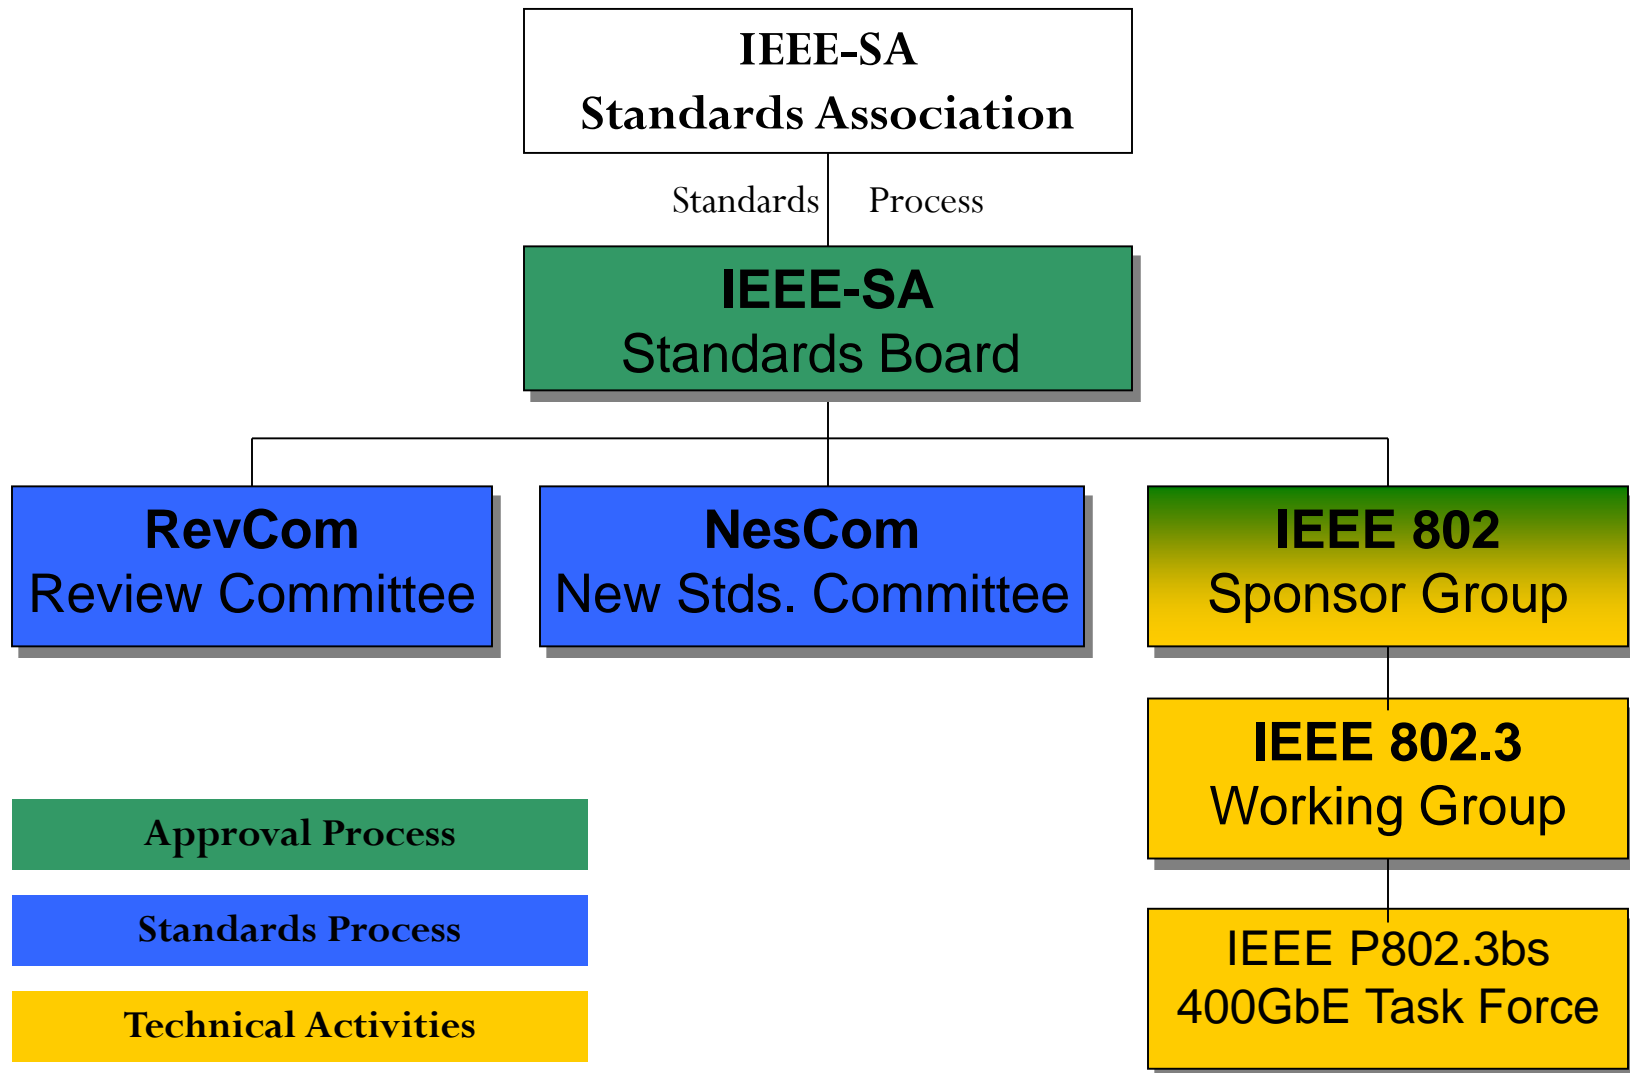 IEEE-SA
Standards Association
Standards Process
IEEE-SA
Standards Board
RevCom
Review Committee
NesCom
New Stds. Committee
IEEE 802
Sponsor Group
IEEE 802.3
Working Group
IEEE P802.3bs
400GbE Task Force
Approval Process
Standards Process
Technical Activities